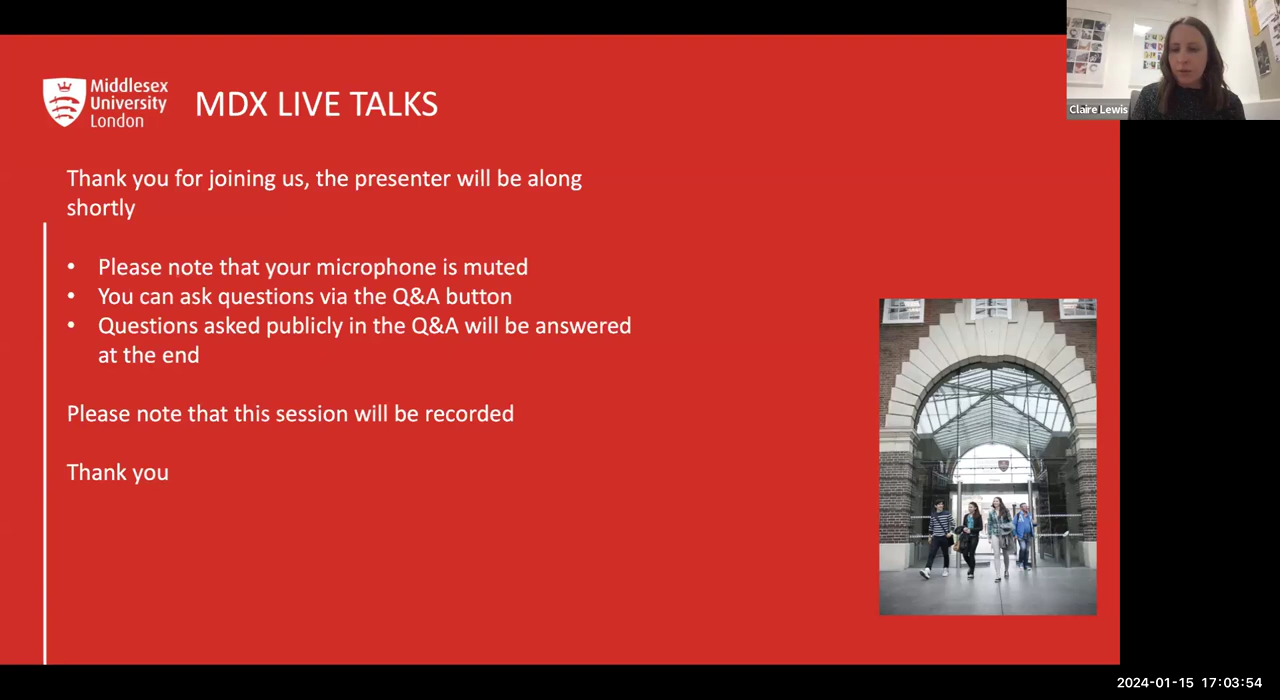 Middlesex
University
London
MDX LIVE TALKS
Claire Lewis
Thank you for joining us, the presenter will be along
shortly
• Please note that your microphone is muted
• You can ask questions via the Q&A button
• Questions asked publicly in the Q&A will be answered
at the end
Please note that this session will be recorded
Thank you
2024-01-15 17:03:54